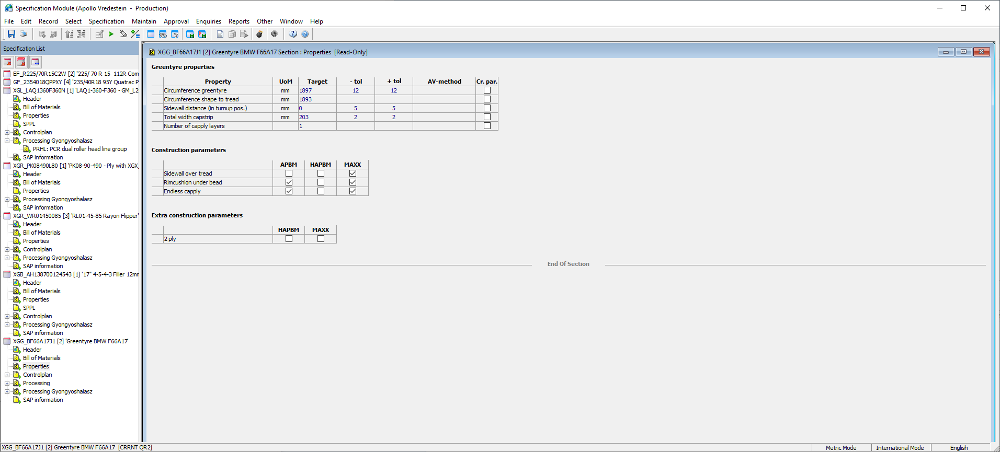 Specification Module (Apollo Vredestein  -  Production)
File Edit Record Select Specification Maintain Approval Enquiries Reports Other Window Help
Specification List
EF_R225/70R15C2W [2] '225/ 70 R 15  112R Com
GF_2354018QPPXY [4] '235/40R18 95Y Quatrac P
XGL_LAQ1360F360N [1] 'LAQ1-360-F360 - GM_L2
Header
Bill of Materials
Properties
SPPL
Controlplan
Processing Gyongyoshalasz
PRHL: PCR dual roller head line group
SAP information
XGR_PK08490L80 [1] 'PK08-90-490 - Ply with XGX_
Header
Bill of Materials
Properties
Processing Gyongyoshalasz
SAP information
XGR_WR01450085 [3] 'RL01-45-85 Rayon Flipper'
Header
Bill of Materials
Properties
Controlplan
Processing Gyongyoshalasz
SAP information
XGB_AH138700124543 [1] '17" 4-5-4-3 Filler 12mm
Header
Bill of Materials
Properties
SPPL
Controlplan
Processing Gyongyoshalasz
SAP information
XGG_BF66A17J1 [2] 'Greentyre BMW F66A17'
Header
Bill of Materials
Properties
Controlplan
Processing
Processing Gyongyoshalasz
SAP information
XGG_BF66A17J1 [2] Greentyre BMW F66A17 Section : Properties  [Read-Only]
Greentyre properties
Property UoM Target - tol + tol AV-method Cr. par.
Circumference greentyre mm 1897 12 12
Circumference shape to tread mm 1893
Sidewall distance (in turnup pos.) mm 0 5 5
Total width capstrip mm 203 2 2
Number of capply layers 1
Construction parameters
APBM HAPBM MAXX
Sidewall over tread
Rimcushion under bead
Endless capply
Extra construction parameters
HAPBM MAXX
2 ply
End Of Section
XGG_BF66A17J1 [2] Greentyre BMW F66A17  [CRRNT QR2]
Metric Mode International Mode English